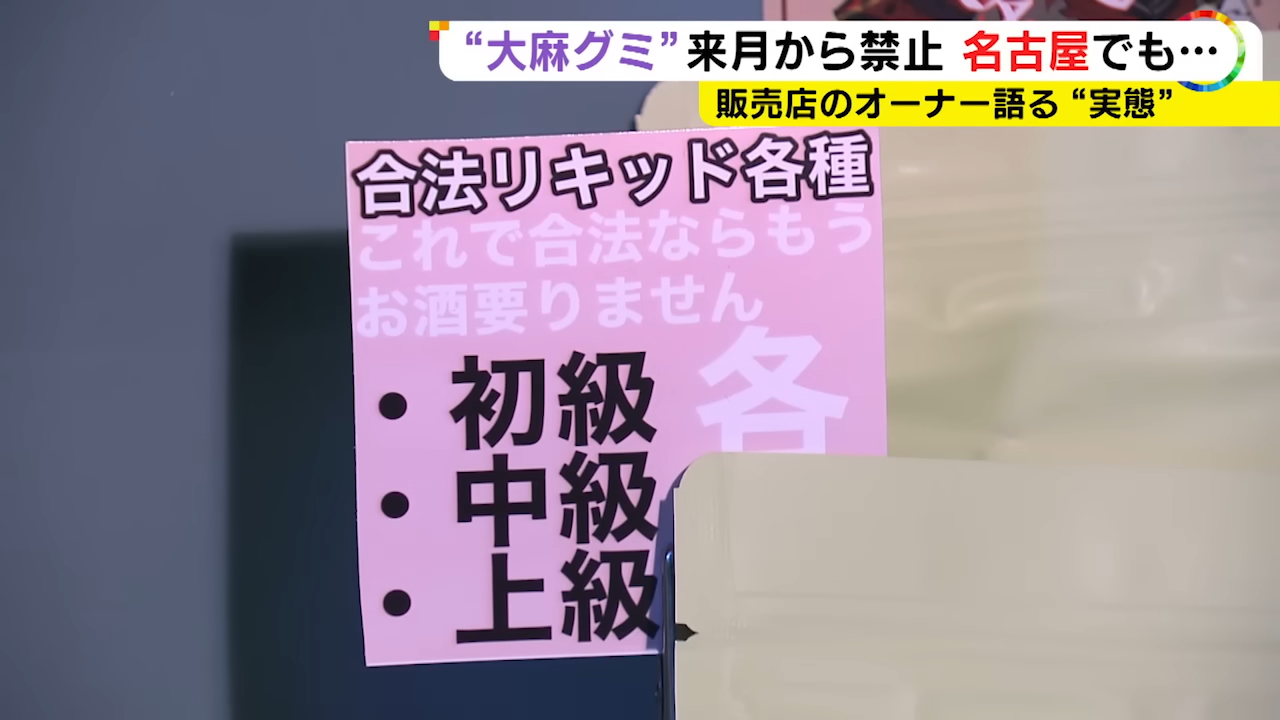 “大麻グミ”来月から禁止 名古屋でも…
販売店のオーナー語る“実態”
合法リキッド各種
これで合法ならもう
お酒要りません
各
・初級
・中級
・上級